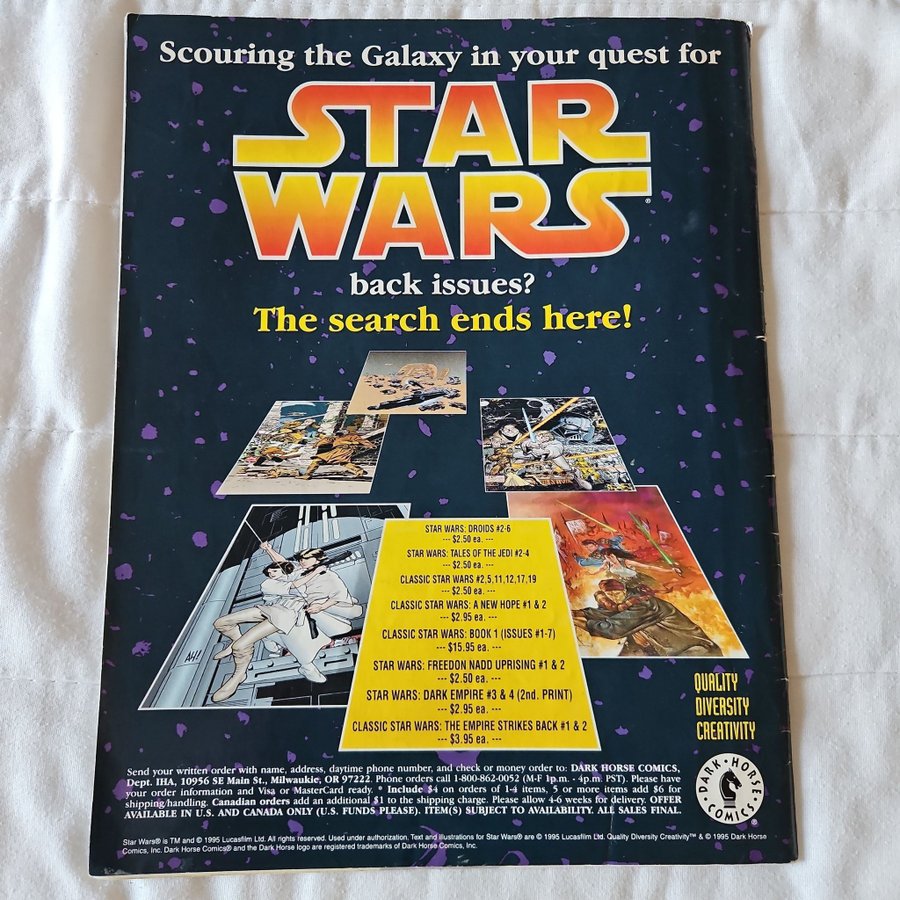 Scouring the Galaxy in your quest for
STAR
WARS®
back issues?
The search ends here!
STAR WARS: DROIDS #2-6
--- $2.50 ea. ---
STAR WARS: TALES OF THE JEDI #2-4
--- $2.50 ea. ---
CLASSIC STAR WARS #2,5,11,12,17,19
--- $2.50 ea. ---
CLASSIC STAR WARS: A NEW HOPE #1 & 2
--- $2.95 ea. ---
CLASSIC STAR WARS: BOOK 1 (ISSUES #1-7)
--- $15.95 ea. ---
STAR WARS: FREEDON NADD UPRISING #1 & 2
--- $2.50 ea. ---
STAR WARS: DARK EMPIRE #3 & 4 (2nd. PRINT)
--- $2.95 ea. ---
CLASSIC STAR WARS: THE EMPIRE STRIKES BACK #1 & 2
--- $3.95 ea. ---
QUALITY
DIVERSITY
CREATIVITY
DARK HORSE COMICS®
Send your written order with name, address, daytime phone number, and check or money order to: DARK HORSE COMICS,
Dept. IHA, 10956 SE Main St., Milwaukie, OR 97222. Phone orders call 1-800-862-0052 (M-F 1p.m. - 4p.m. PST). Please have
your order information and Visa or MasterCard ready. * Include $4 on orders of 1-4 items, 5 or more items add $6 for
shipping/handling. Canadian orders add an additional $1 to the shipping charge. Please allow 4-6 weeks for delivery. OFFER
AVAILABLE IN U.S. AND CANADA ONLY (U.S. FUNDS PLEASE). ITEM(S) SUBJECT TO AVAILABILITY. ALL SALES FINAL.
Star Wars® is TM and © 1995 Lucasfilm Ltd. All rights reserved. Used under authorization. Text and illustrations for Star Wars® are © 1995 Lucasfilm Ltd. Quality Diversity Creativity™ & © 1995 Dark Horse
Comics, Inc. Dark Horse Comics® and the Dark Horse logo are registered trademarks of Dark Horse Comics, Inc.